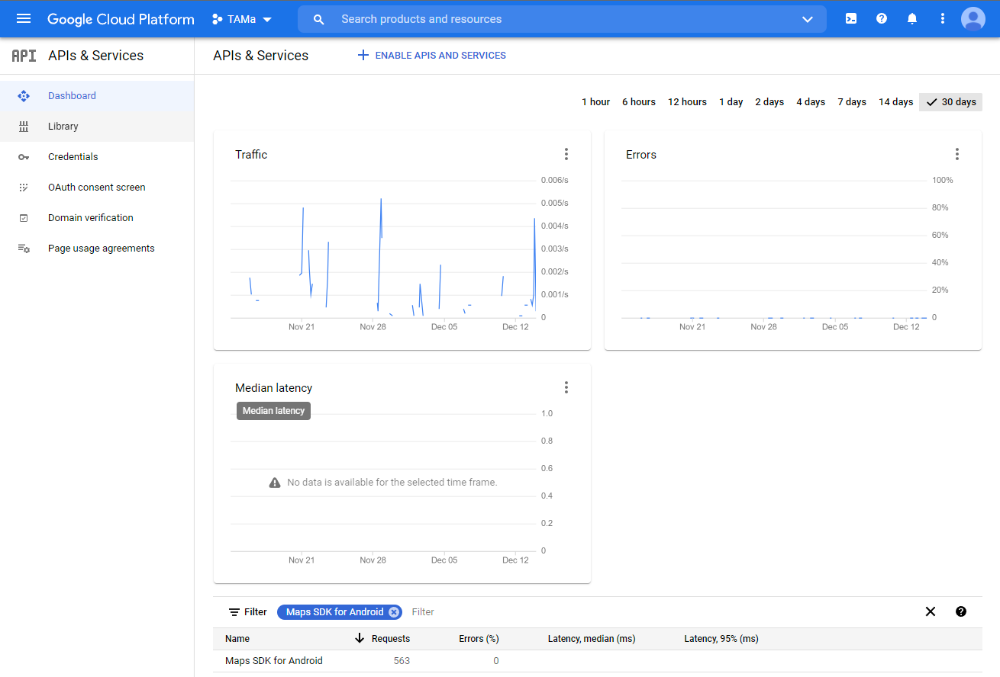 Google Cloud Platform
TAMa
Search products and resources
API APIs & Services
APIs & Services
ENABLE APIS AND SERVICES
Dashboard
Library
Credentials
OAuth consent screen
Domain verification
Page usage agreements
1 hour 6 hours 12 hours 1 day 2 days 4 days 7 days 14 days 30 days
Traffic
0.006/s
0.005/s
0.004/s
0.003/s
0.002/s
0.001/s
0
Nov 21 Nov 28 Dec 05 Dec 12
Errors
100%
80%
60%
40%
20%
0
Nov 21 Nov 28 Dec 05 Dec 12
Median latency
Median latency
1.0
0.8
0.6
No data is available for the selected time frame.
0.4
0.2
0
Nov 21 Nov 28 Dec 05 Dec 12
Filter Maps SDK for Android Filter
Name Requests Errors (%) Latency, median (ms) Latency, 95% (ms)
Maps SDK for Android 563 0